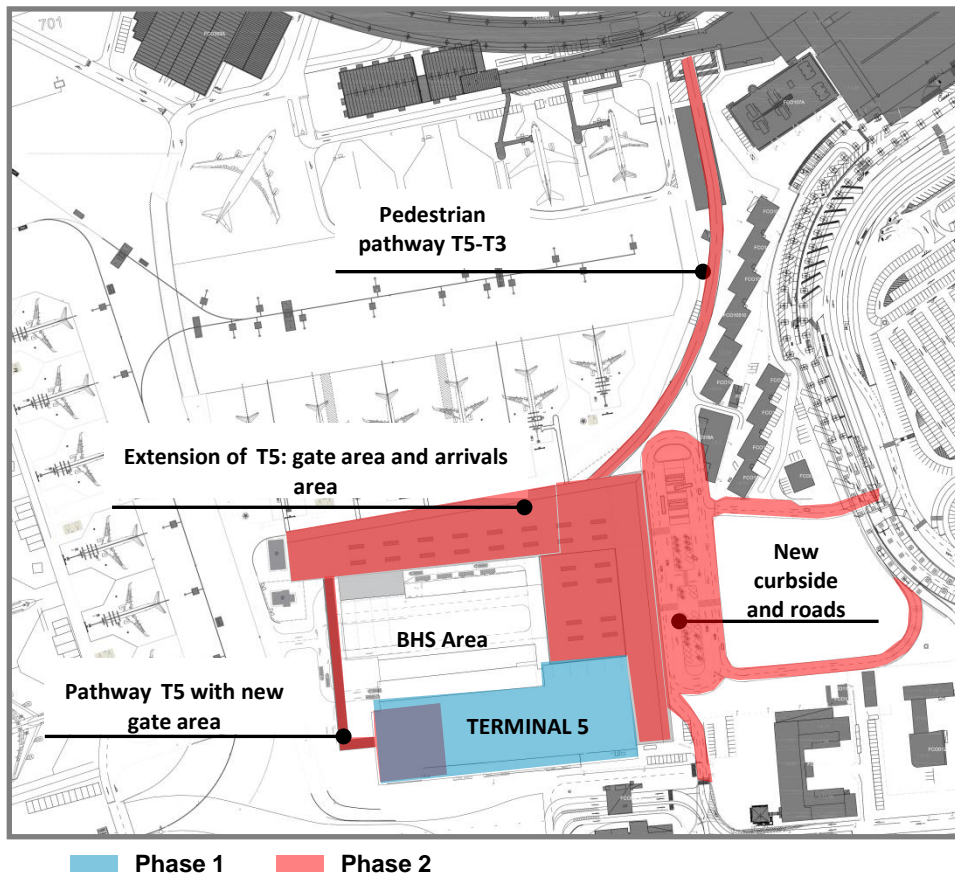 701
Pedestrian
pathway T5-T3
Extension of T5: gate area and arrivals
area
New
curbside
and roads
BHS Area
Pathway T5 with new
gate area
TERMINAL 5
Phase 1
Phase 2